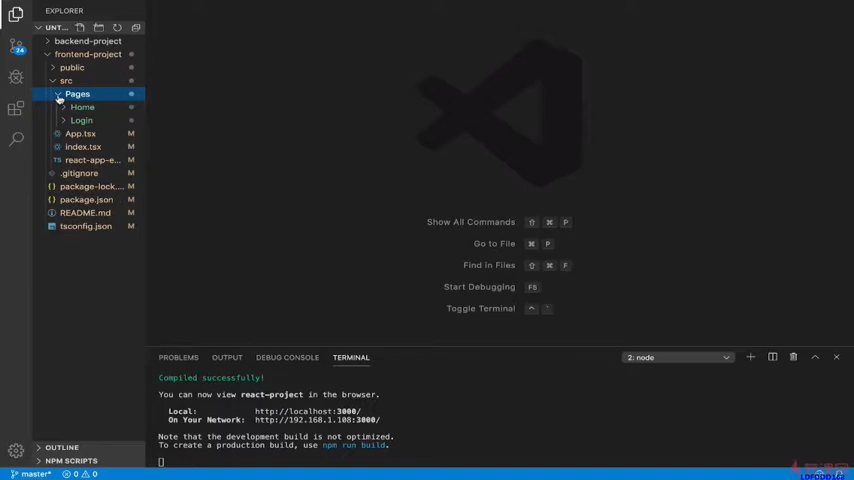 EXPLORER
UNT...
backend-project
frontend-project
public
src
Pages
Home
Login
App.tsx M
index.tsx M
TS react-app-e... M
.gitignore M
{} package-lock.... M
{} package.json M
README.md M
tsconfig.json M
OUTLINE
NPM SCRIPTS
24
Show All Commands ⇧ ⌘ P
Go to File ⌘ P
Find in Files ⇧ ⌘ F
Start Debugging F5
Toggle Terminal ^ `
PROBLEMS OUTPUT DEBUG CONSOLE TERMINAL 2: node
Compiled successfully!
You can now view react-project in the browser.
Local: http://localhost:3000/
On Your Network: http://192.168.1.108:3000/
Note that the development build is not optimized.
To create a production build, use npm run build.
master* 0 0